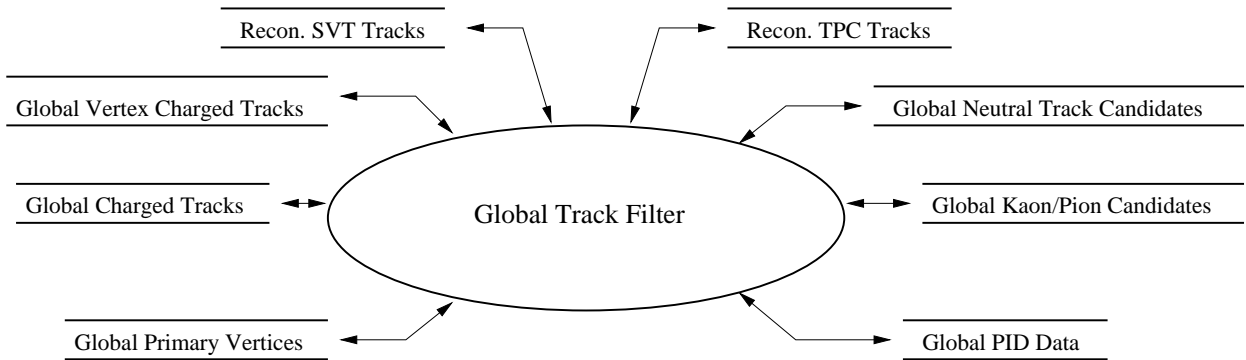 Recon. SVT Tracks
Recon. TPC Tracks
Global Vertex Charged Tracks
Global Neutral Track Candidates
Global Charged Tracks
Global Track Filter
Global Kaon/Pion Candidates
Global Primary Vertices
Global PID Data